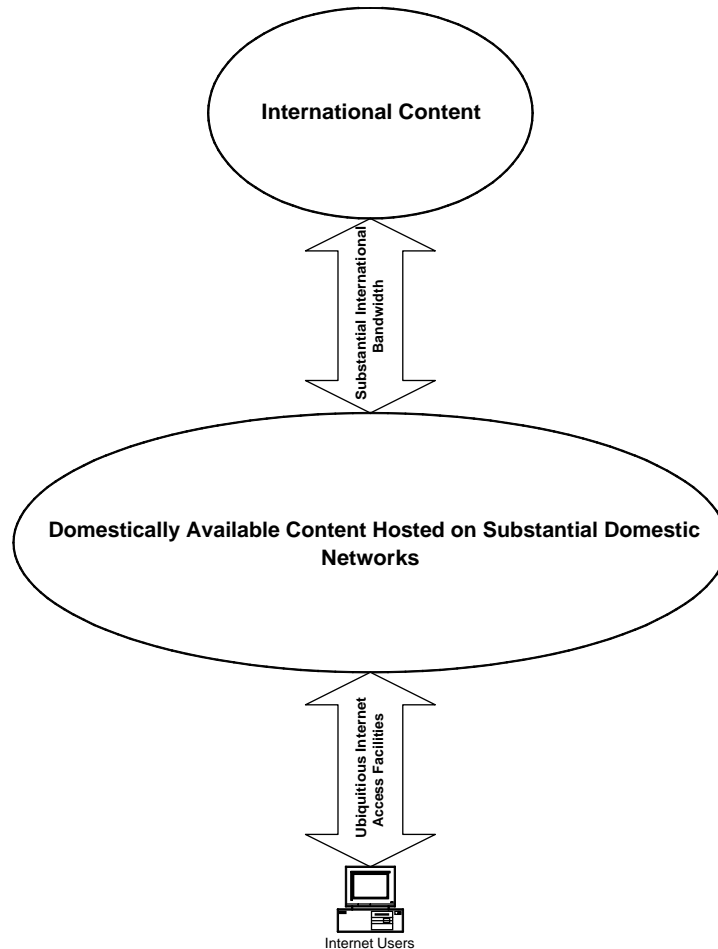 International Content
Substantial International
Bandwidth
Domestically Available Content Hosted on Substantial Domestic
Networks
Ubiquitious Internet
Access Facilities
Internet Users